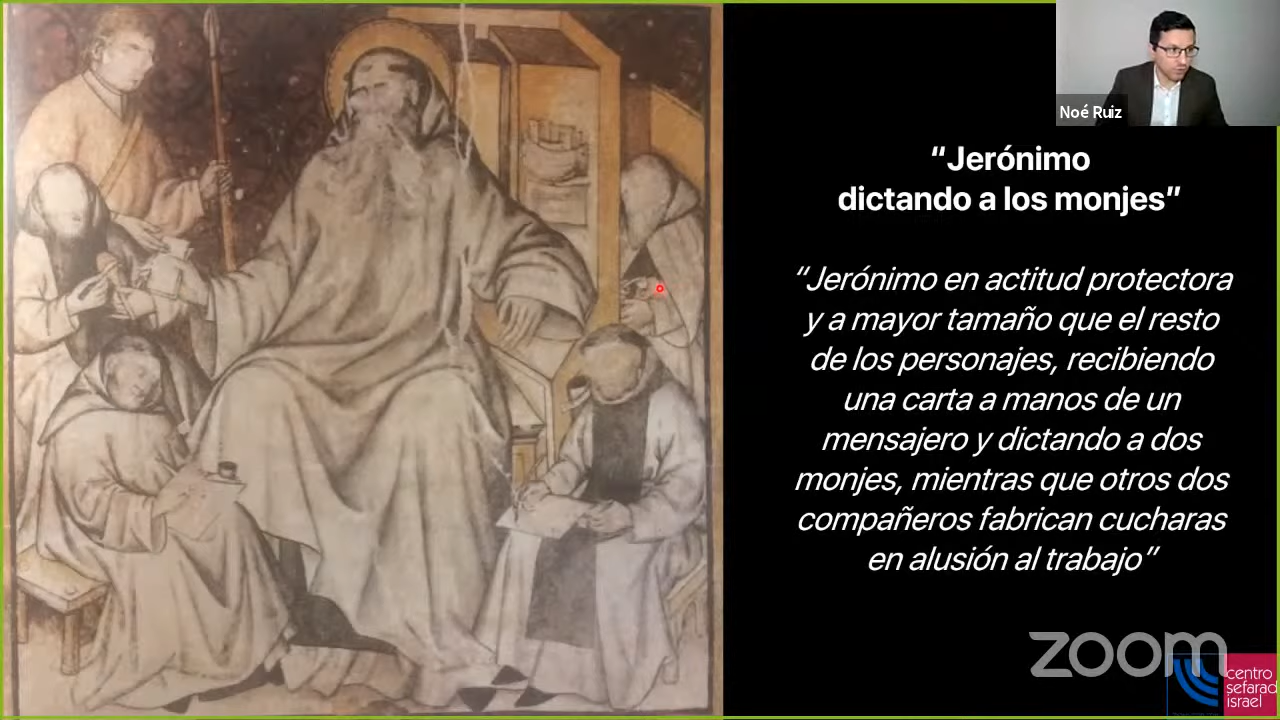 Noé Ruiz
“Jerónimo
dictando a los monjes”
“Jerónimo en actitud protectora
y a mayor tamaño que el resto
de los personajes, recibiendo
una carta a manos de un
mensajero y dictando a dos
monjes, mientras que otros dos
compañeros fabrican cucharas
en alusión al trabajo”
zoom
centro
sefarad
israel